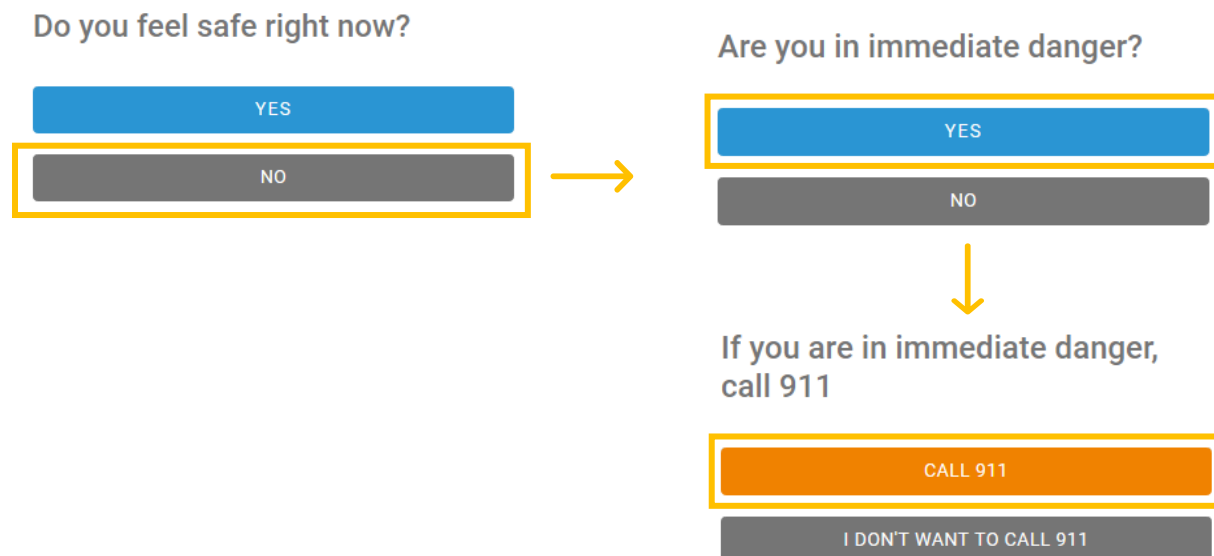 Do you feel safe right now?
YES
NO
Are you in immediate danger?
YES
NO
If you are in immediate danger,
call 911
CALL 911
I DON'T WANT TO CALL 911